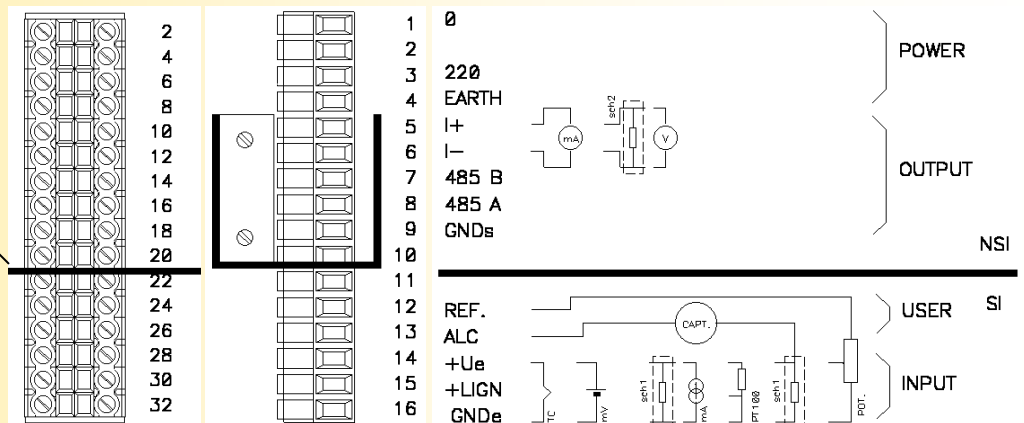 2
4
6
8
10
12
14
16
18
20
22
24
26
28
30
32
1 0
2
3 220
4 EARTH
5 I+
6 I−
7 485 B
8 485 A
9 GNDs
10
11
12 REF.
13 ALC
14 +Ue
15 +LIGN
16 GNDe
mA
sch2
V
POWER
OUTPUT
NSI
SI
USER
INPUT
CAPT.
TC
mV
sch1
mA
PT100
sch1
POT.